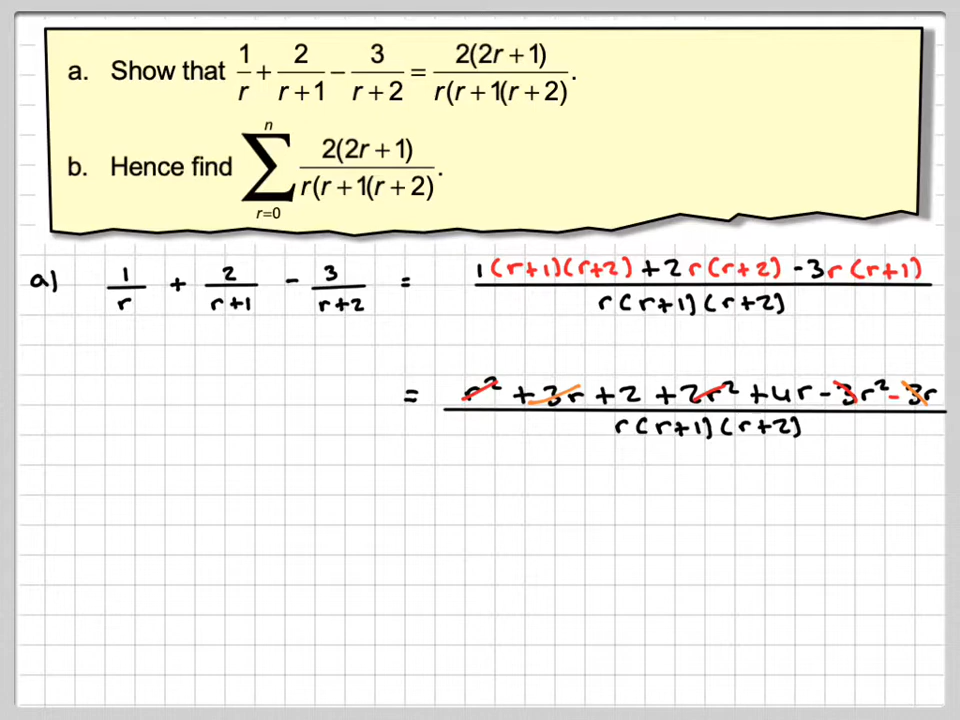 a. Show that 1/r + 2/(r+1) − 3/(r+2) = 2(2r+1)/r(r+1(r+2).
b. Hence find ∑_{r=0}^{n} 2(2r+1)/r(r+1(r+2).
a) 1/r + 2/(r+1) - 3/(r+2) = 1(r+1)(r+2) +2r(r+2) -3r(r+1) / r(r+1)(r+2)
= r² + 3r + 2 + 2r² + 4r - 3r² - 3r / r(r+1)(r+2)